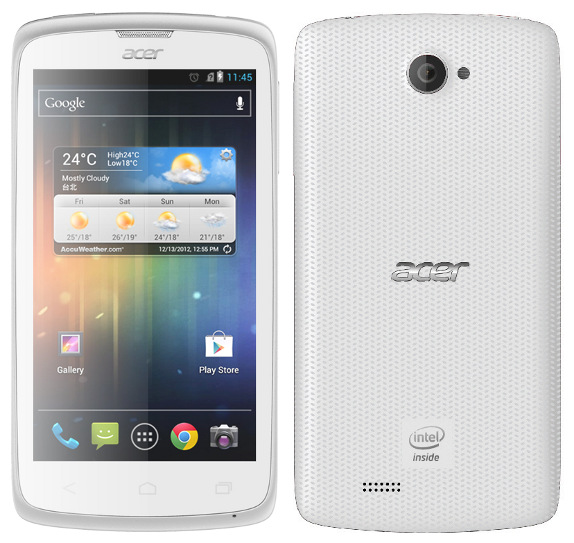 acer
11:45
Google
24°C
High24°C
Low18°C
Mostly Cloudy
台北
Fri Sat Sun Mon
25°/18° 26°/19° 24°/18° 21°/18°
AccuWeather.com 12/13/2012, 12:55 PM
Gallery Play Store
acer
intel
inside